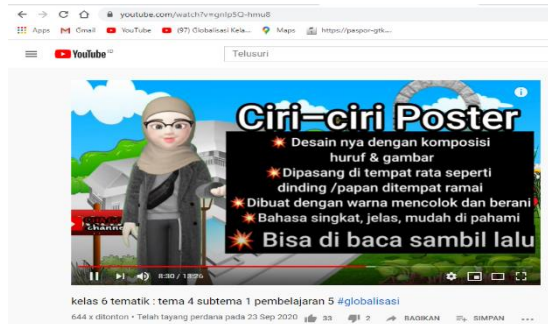 youtube.com/watch?v=gnIp5Q-hmu8
Apps Gmail YouTube (97) Globalisasi Kela... Maps https://paspor-gtk...
YouTube ID Telusuri
Ciri-ciri Poster
Desain nya dengan komposisi
huruf & gambar
Dipasang di tempat rata seperti
dinding /papan ditempat ramai
Dibuat dengan warna mencolok dan berani
Bahasa singkat, jelas, mudah di pahami
Bisa di baca sambil lalu
channel
8:30 / 13:26
kelas 6 tematik : tema 4 subtema 1 pembelajaran 5 #globalisasi
644 x ditonton • Telah tayang perdana pada 23 Sep 2020 33 2 BAGIKAN SIMPAN ...